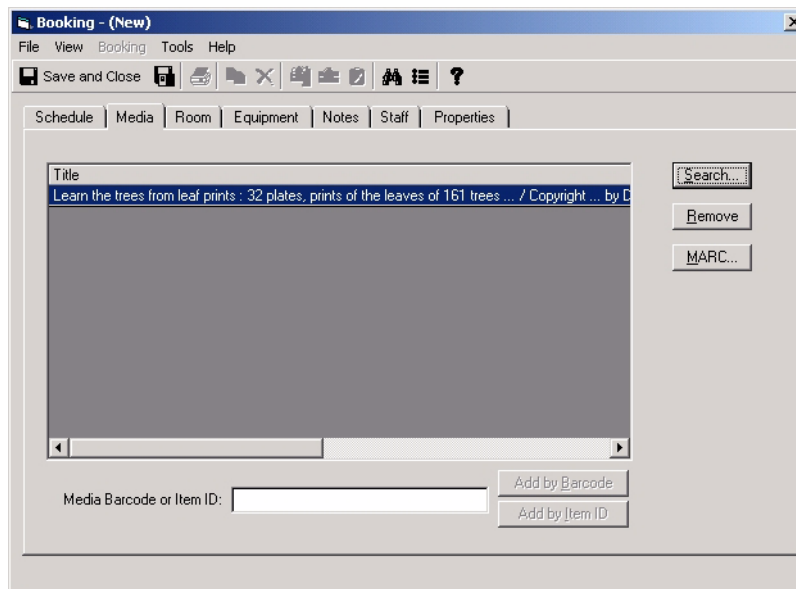 Booking - (New)
File View Booking Tools Help
Save and Close
Schedule Media Room Equipment Notes Staff Properties
Title
Learn the trees from leaf prints : 32 plates, prints of the leaves of 161 trees ... / Copyright ... by D
Search...
Remove
MARC...
Media Barcode or Item ID:
Add by Barcode
Add by Item ID